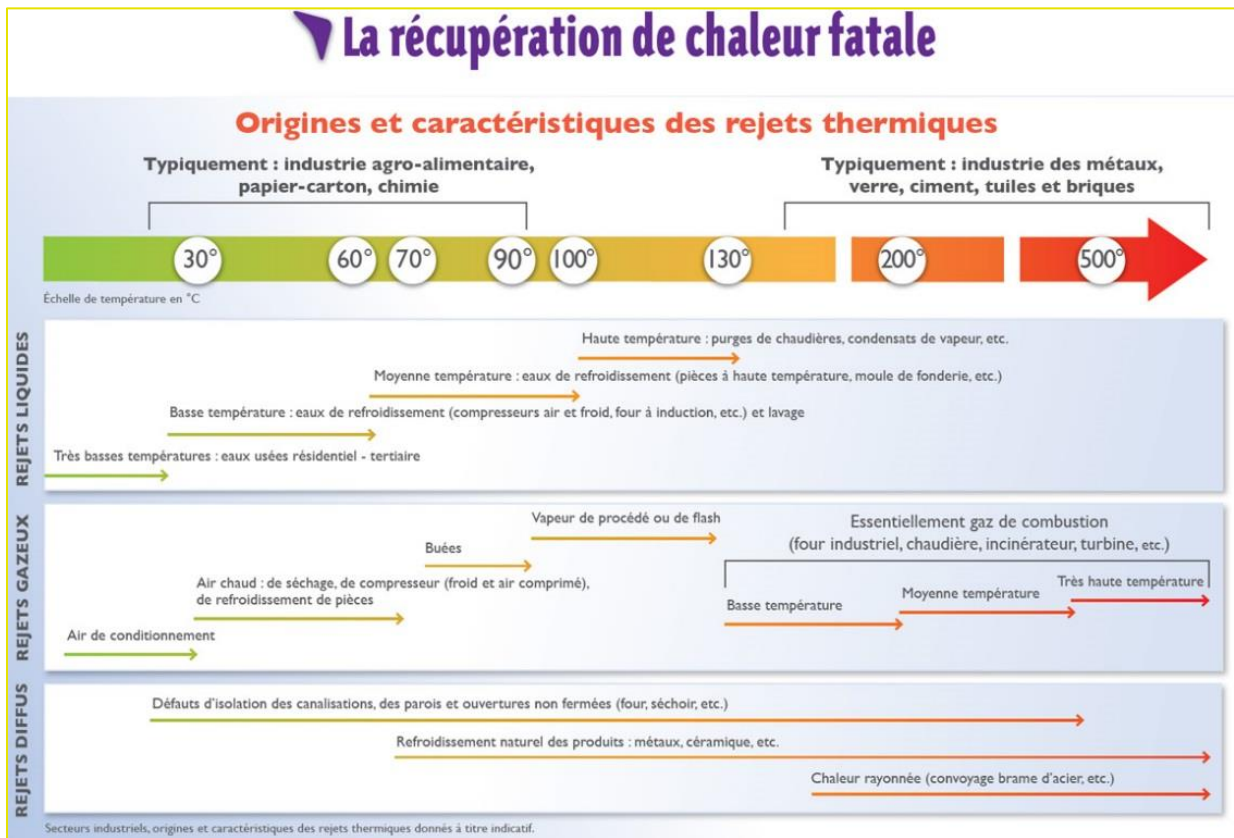 La récupération de chaleur fatale
Origines et caractéristiques des rejets thermiques
Typiquement : industrie agro-alimentaire,
papier-carton, chimie
Typiquement : industrie des métaux,
verre, ciment, tuiles et briques
30° 60° 70° 90° 100° 130° 200° 500°
Échelle de température en °C
REJETS LIQUIDES
Haute température : purges de chaudières, condensats de vapeur, etc.
Moyenne température : eaux de refroidissement (pièces à haute température, moule de fonderie, etc.)
Basse température : eaux de refroidissement (compresseurs air et froid, four à induction, etc.) et lavage
Très basses températures : eaux usées résidentiel - tertiaire
REJETS GAZEUX
Vapeur de procédé ou de flash
Buées
Air chaud : de séchage, de compresseur (froid et air comprimé),
de refroidissement de pièces
Air de conditionnement
Essentiellement gaz de combustion
(four industriel, chaudière, incinérateur, turbine, etc.)
Très haute température
Moyenne température
Basse température
REJETS DIFFUS
Défauts d'isolation des canalisations, des parois et ouvertures non fermées (four, séchoir, etc.)
Refroidissement naturel des produits : métaux, céramique, etc.
Chaleur rayonnée (convoyage brame d'acier, etc.)
Secteurs industriels, origines et caractéristiques des rejets thermiques donnés à titre indicatif.